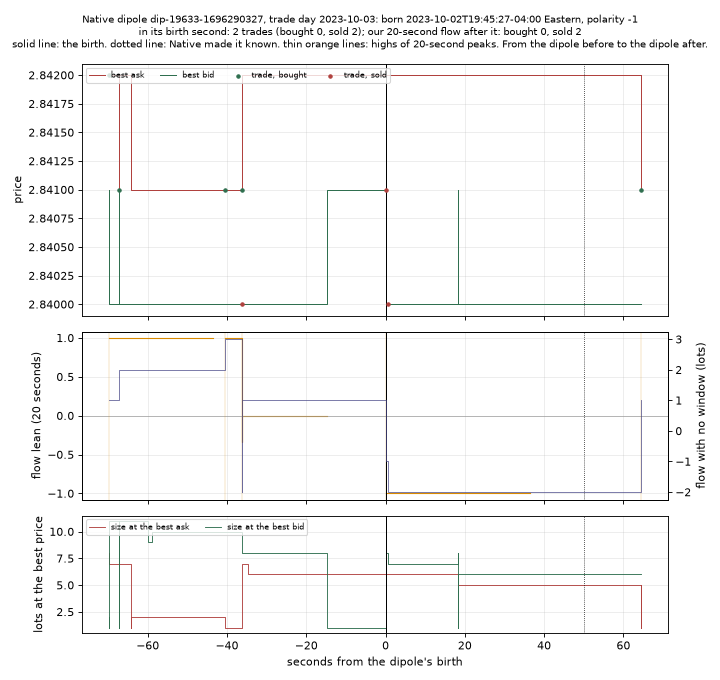 Native dipole dip-19633-1696290327, trade day 2023-10-03: born 2023-10-02T19:45:27-04:00 Eastern, polarity -1
in its birth second: 2 trades (bought 0, sold 2); our 20-second flow after it: bought 0, sold 2
solid line: the birth. dotted line: Native made it known. thin orange lines: highs of 20-second peaks. From the dipole before to the dipole after.
best ask best bid trade, bought trade, sold
2.84200
2.84175
2.84150
2.84125
2.84100
2.84075
2.84050
2.84025
2.84000
price
1.0
0.5
0.0
−0.5
−1.0
flow lean (20 seconds)
3
2
1
0
−1
−2
flow with no window (lots)
size at the best ask size at the best bid
10.0
7.5
5.0
2.5
lots at the best price
−60 −40 −20 0 20 40 60
seconds from the dipole's birth